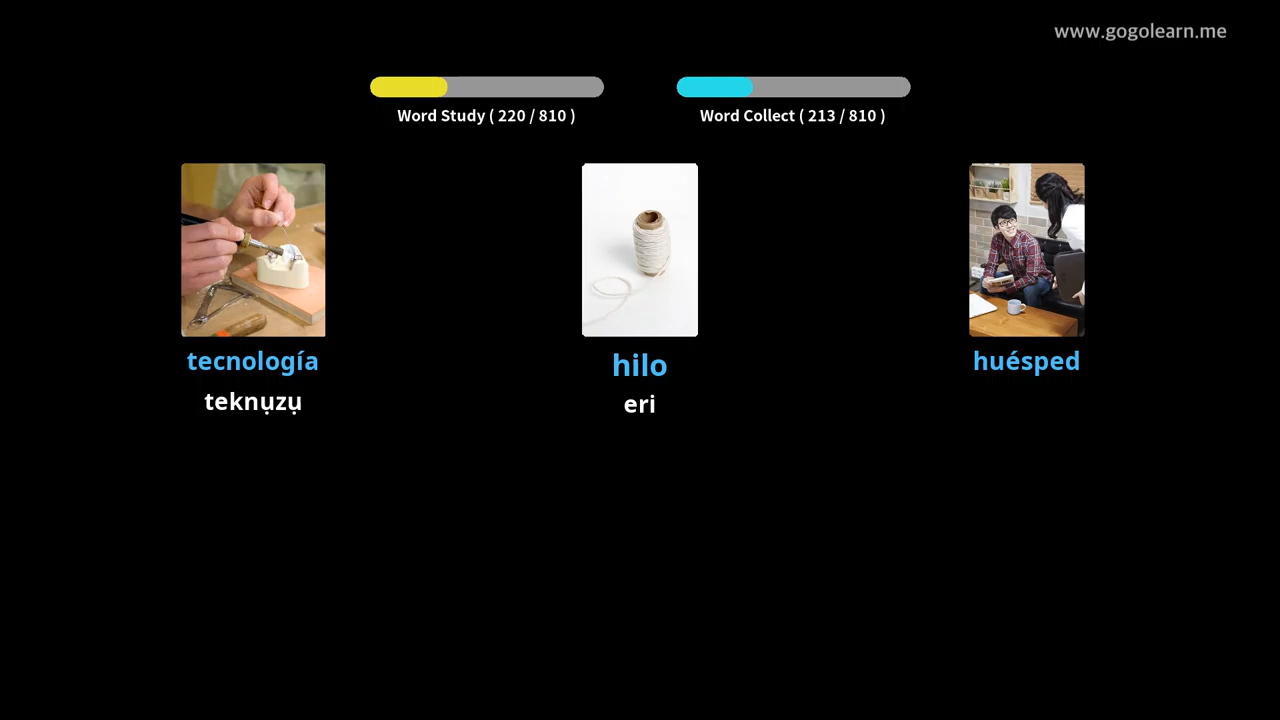 www.gogolearn.me
Word Study ( 220 / 810 )
Word Collect ( 213 / 810 )
tecnología
teknụzụ
hilo
eri
huésped